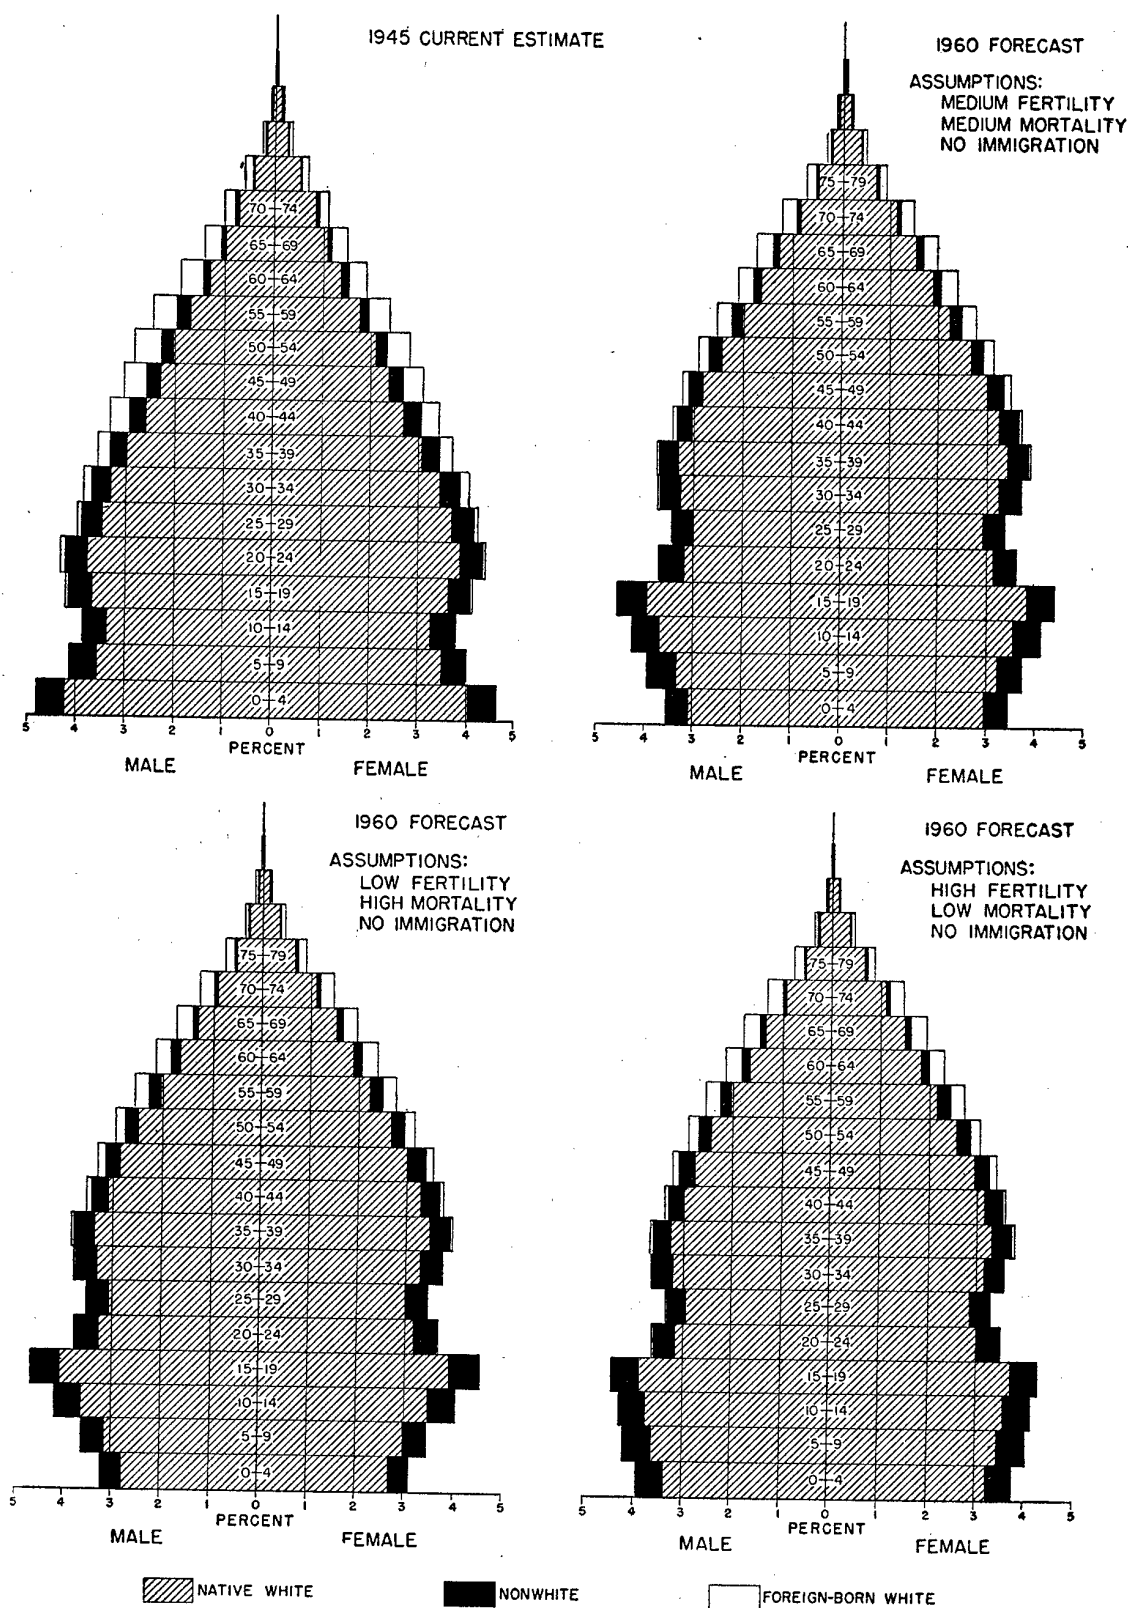 1945 CURRENT ESTIMATE
70-74
65-69
60-64
55-59
50-54
45-49
40-44
35-39
30-34
25-29
20-24
15-19
10-14
5-9
0-4
5 4 3 2 1 0 1 2 3 4 5
PERCENT
MALE FEMALE
1960 FORECAST
ASSUMPTIONS:
MEDIUM FERTILITY
MEDIUM MORTALITY
NO IMMIGRATION
75-79
70-74
65-69
60-64
55-59
50-54
45-49
40-44
35-39
30-34
25-29
20-24
15-19
10-14
5-9
0-4
5 4 3 2 1 0 1 2 3 4 5
PERCENT
MALE FEMALE
1960 FORECAST
ASSUMPTIONS:
LOW FERTILITY
HIGH MORTALITY
NO IMMIGRATION
75-79
70-74
65-69
60-64
55-59
50-54
45-49
40-44
35-39
30-34
25-29
20-24
15-19
10-14
5-9
0-4
5 4 3 2 1 0 1 2 3 4 5
PERCENT
MALE FEMALE
1960 FORECAST
ASSUMPTIONS:
HIGH FERTILITY
LOW MORTALITY
NO IMMIGRATION
75-79
70-74
65-69
60-64
55-59
50-54
45-49
40-44
35-39
30-34
25-29
20-24
15-19
10-14
5-9
0-4
5 4 3 2 1 0 1 2 3 4 5
PERCENT
MALE FEMALE
NATIVE WHITE NONWHITE FOREIGN-BORN WHITE